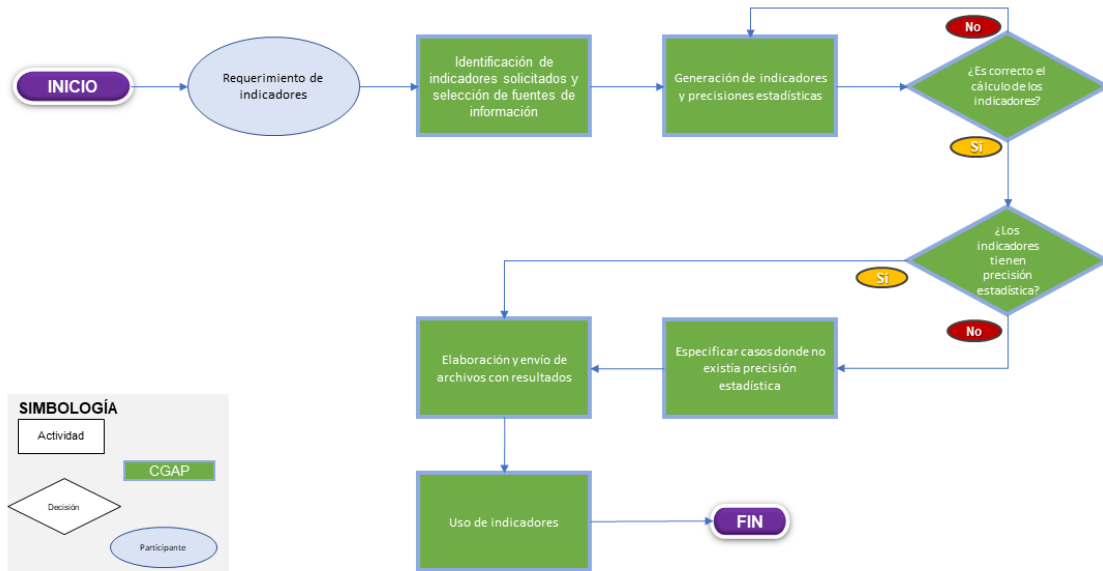 INICIO
Requerimiento de
indicadores
Identificación de
indicadores solicitados y
selección de fuentes de
información
Generación de indicadores
y precisiones estadísticas
No
¿Es correcto el
cálculo de los
indicadores?
Sí
¿Los
indicadores
tienen
precisión
estadística?
Sí
No
Especificar casos donde no
existía precisión
estadística
Elaboración y envío de
archivos con resultados
Uso de indicadores
FIN
SIMBOLOGÍA
Actividad
CGAP
Decisión
Participante